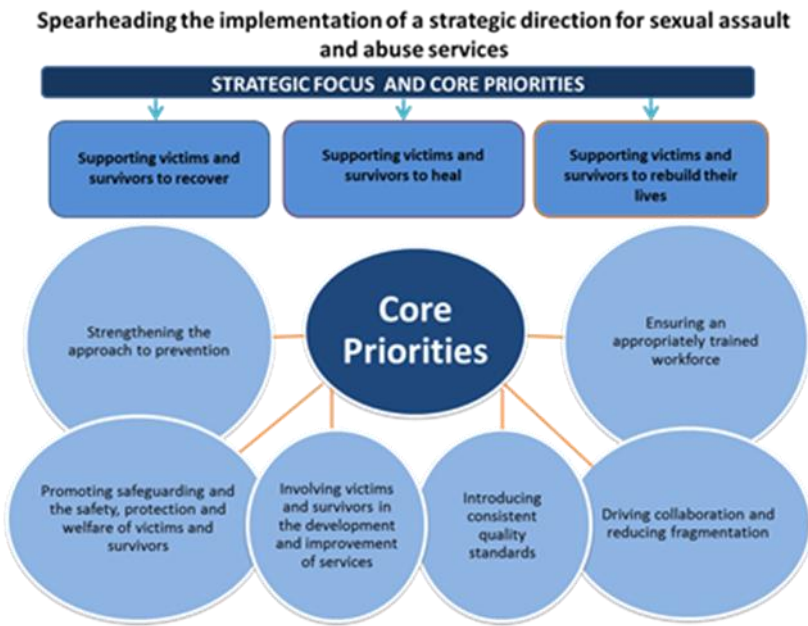 Spearheading the implementation of a strategic direction for sexual assault
and abuse services
STRATEGIC FOCUS AND CORE PRIORITIES
Supporting victims and
survivors to recover
Supporting victims and
survivors to heal
Supporting victims and
survivors to rebuild their
lives
Strengthening the
approach to prevention
Core
Priorities
Ensuring an
appropriately trained
workforce
Promoting safeguarding and
the safety, protection and
welfare of victims and
survivors
Involving victims
and survivors in
the development
and improvement
of services
Introducing
consistent
quality
standards
Driving collaboration and
reducing fragmentation